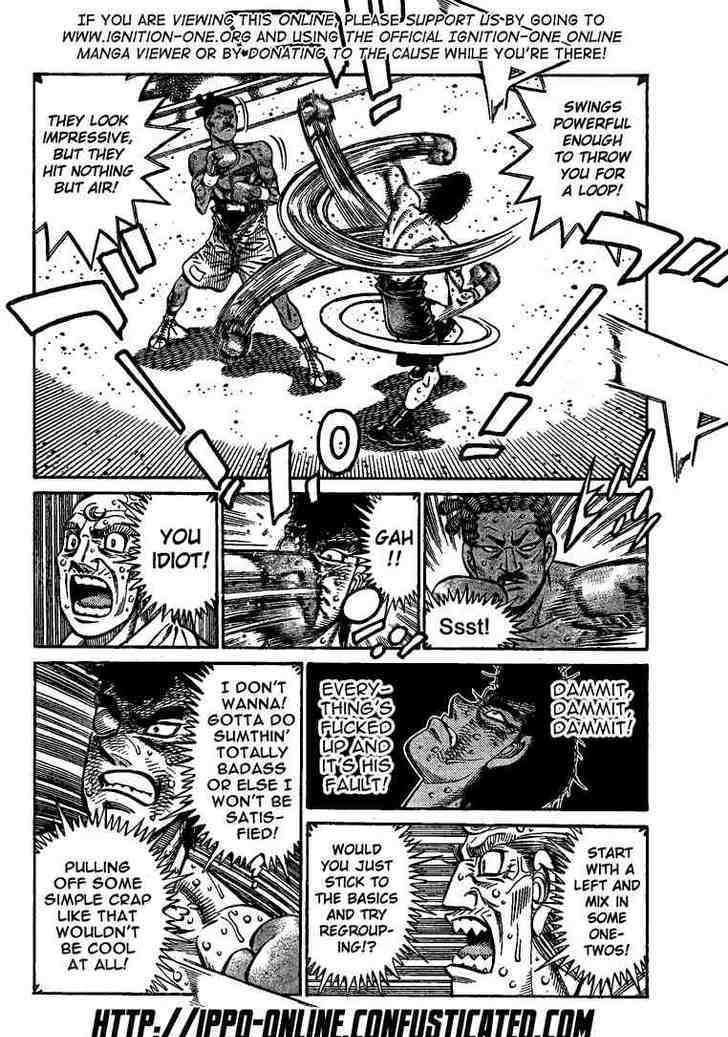 IF YOU ARE VIEWING THIS ONLINE, PLEASE SUPPORT US BY GOING TO
WWW.IGNITION-ONE.ORG AND USING THE OFFICIAL IGNITION-ONE ONLINE
MANGA VIEWER OR BY DONATING TO THE CAUSE WHILE YOU'RE THERE!
SWINGS
POWERFUL
ENOUGH
TO THROW
YOU FOR
A LOOP!
THEY LOOK
IMPRESSIVE,
BUT THEY
HIT NOTHING
BUT AIR!
Ssst!
GAH
!!
YOU
IDIOT!
DAMMIT,
DAMMIT,
DAMMIT!
EVERY-
THING'S
FUCKED
UP AND
IT'S HIS
FAULT!
START
WITH A
LEFT AND
MIX IN
SOME
ONE-
TWOS!
WOULD
YOU JUST
STICK TO
THE BASICS
AND TRY
REGROUP-
ING!?
I DON'T
WANNA!
GOTTA DO
SUMTHIN'
TOTALLY
BADASS
OR ELSE I
WON'T BE
SATIS-
FIED!
PULLING
OFF SOME
SIMPLE CRAP
LIKE THAT
WOULDN'T
BE COOL
AT ALL!
HTTP://IPPO-ONLINE.CONFUSTICATED.COM